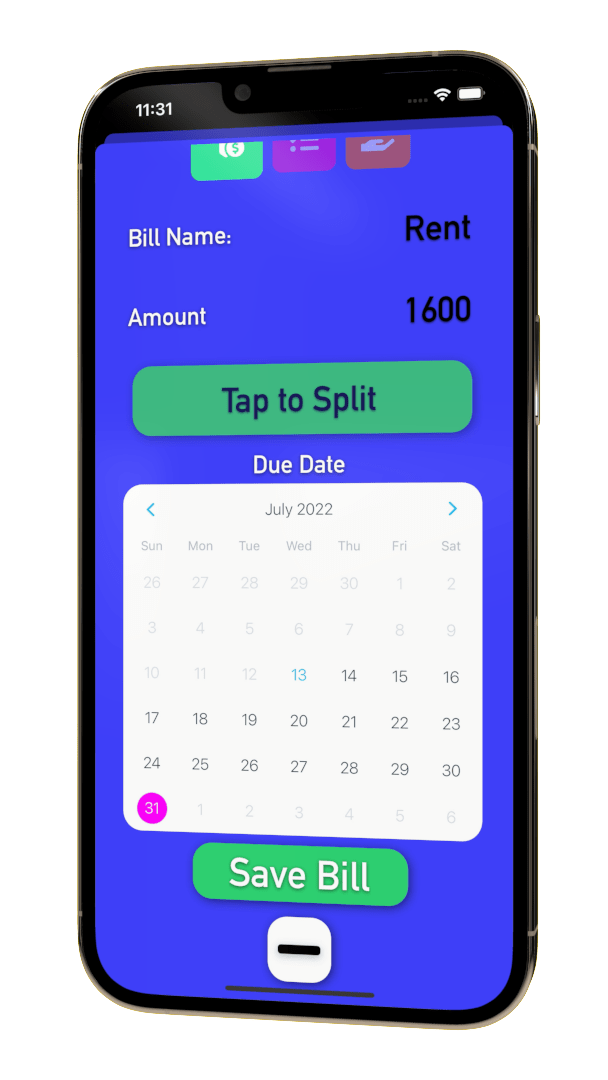 11:31
Bill Name: Rent
Amount 1600
Tap to Split
Due Date
July 2022
Sun Mon Tue Wed Thu Fri Sat
26 27 28 29 30 1 2
3 4 5 6 7 8 9
10 11 12 13 14 15 16
17 18 19 20 21 22 23
24 25 26 27 28 29 30
31 1 2 3 4 5 6
Save Bill